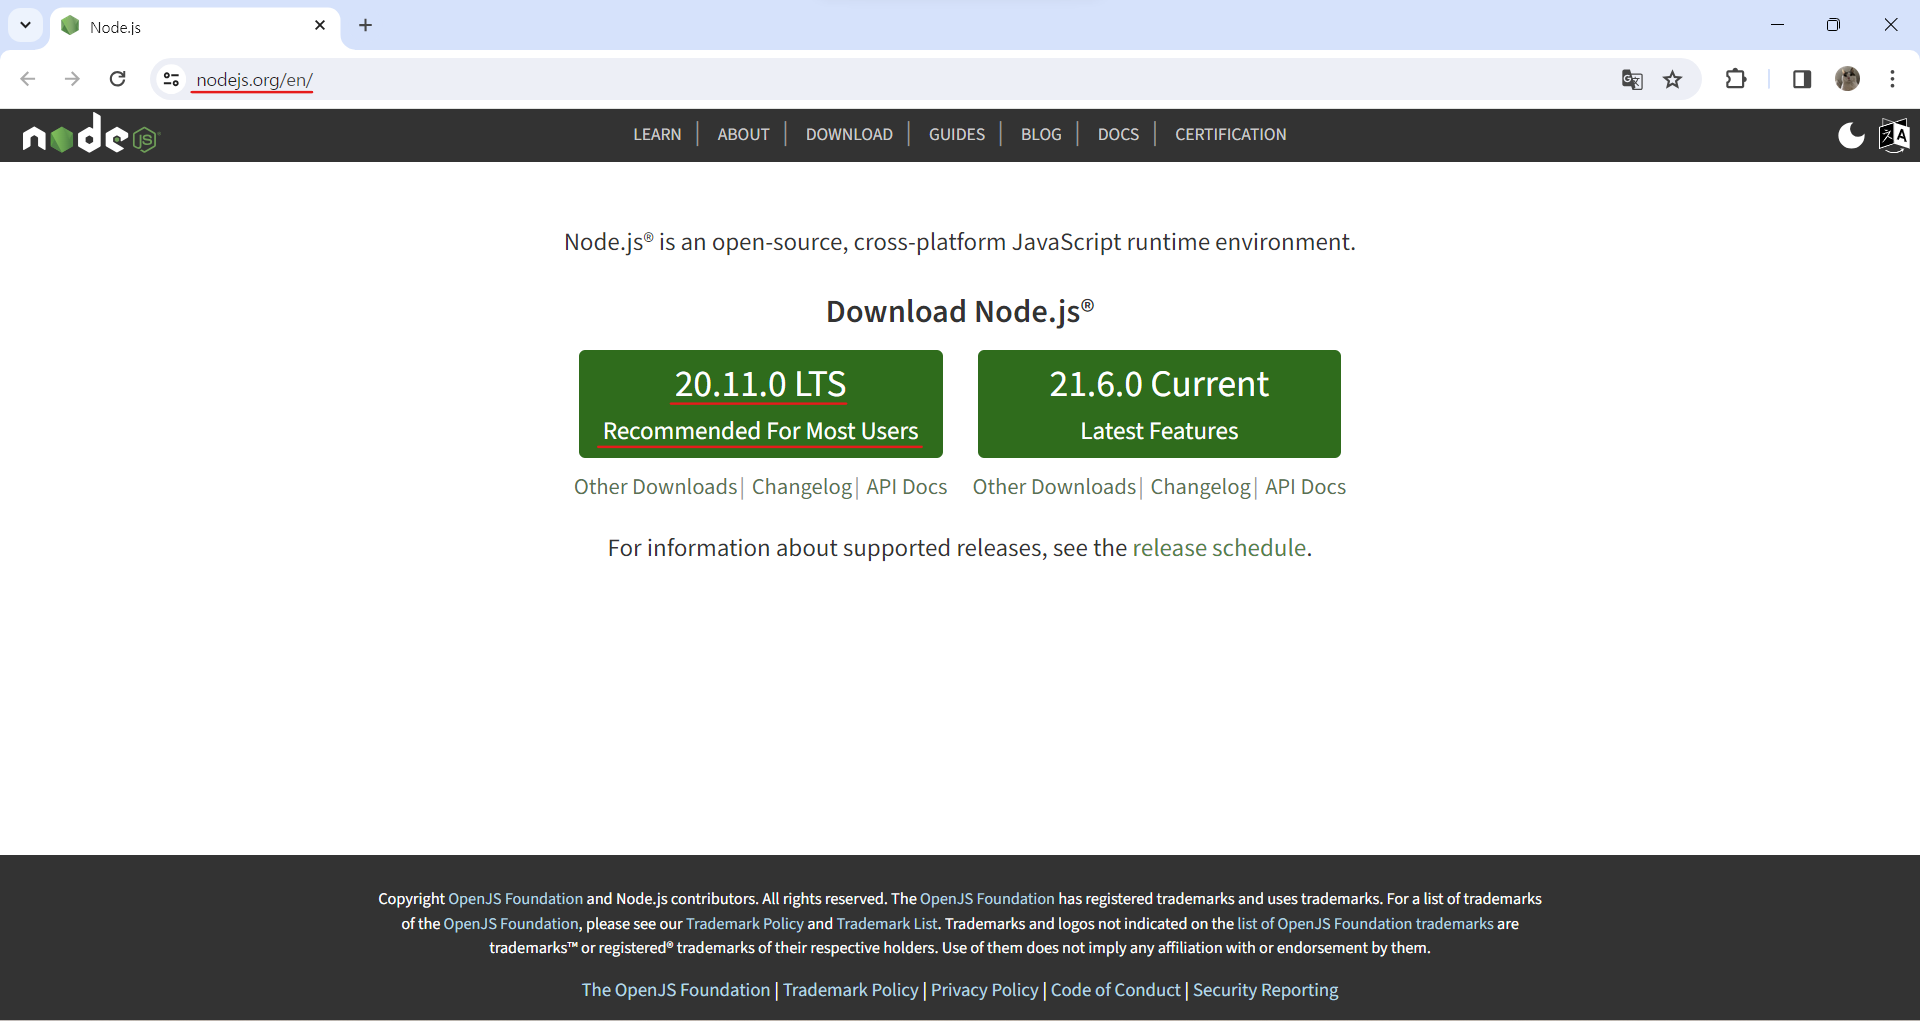 Node.js
nodejs.org/en/
node JS
LEARN | ABOUT | DOWNLOAD | GUIDES | BLOG | DOCS | CERTIFICATION
Node.js® is an open-source, cross-platform JavaScript runtime environment.
Download Node.js®
20.11.0 LTS
Recommended For Most Users
21.6.0 Current
Latest Features
Other Downloads | Changelog | API Docs
Other Downloads | Changelog | API Docs
For information about supported releases, see the release schedule.
Copyright OpenJS Foundation and Node.js contributors. All rights reserved. The OpenJS Foundation has registered trademarks and uses trademarks. For a list of trademarks
of the OpenJS Foundation, please see our Trademark Policy and Trademark List. Trademarks and logos not indicated on the list of OpenJS Foundation trademarks are
trademarks™ or registered® trademarks of their respective holders. Use of them does not imply any affiliation with or endorsement by them.
The OpenJS Foundation | Trademark Policy | Privacy Policy | Code of Conduct | Security Reporting